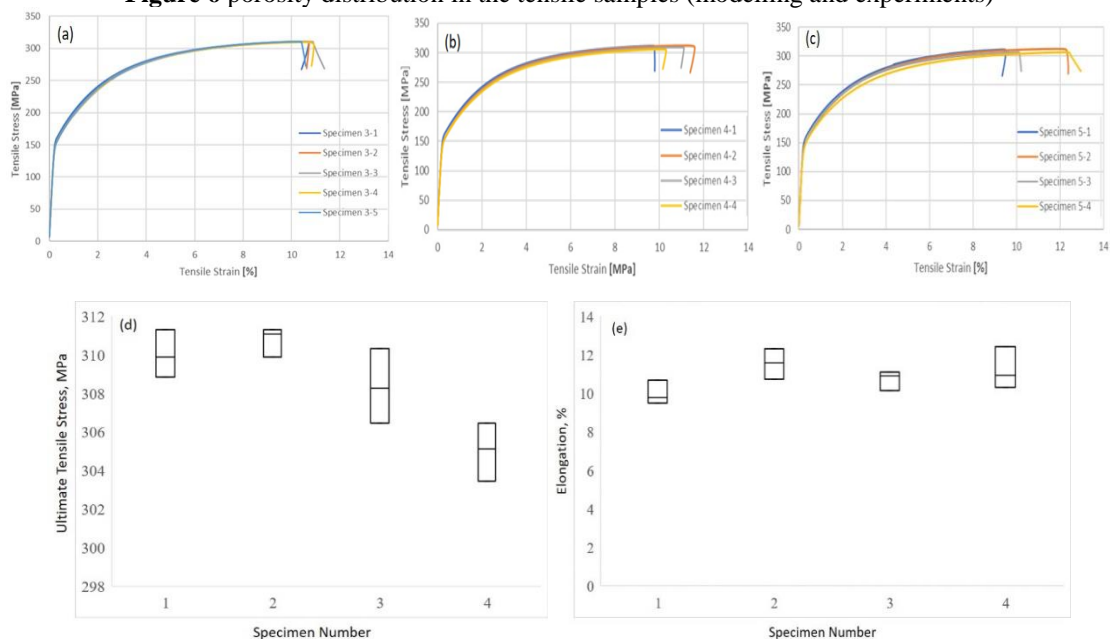 Figure 6 porosity distribution in the tensile samples (modelling and experiments)
(a)
Tensile Stress [MPa]
350
300
250
200
150
100
50
0
Specimen 3-1
Specimen 3-2
Specimen 3-3
Specimen 3-4
Specimen 3-5
0 2 4 6 8 10 12 14
Tensile Strain [%]
(b)
Tensile Stress [MPa]
350
300
250
200
150
100
50
0
Specimen 4-1
Specimen 4-2
Specimen 4-3
Specimen 4-4
0 2 4 6 8 10 12 14
Tensile Strain [MPa]
(c)
Tensile Stress [MPa]
350
300
250
200
150
100
50
0
Specimen 5-1
Specimen 5-2
Specimen 5-3
Specimen 5-4
0 2 4 6 8 10 12 14
Tensile Strain [%]
(d)
Ultimate Tensile Stress, MPa
312
310
308
306
304
302
300
298
1 2 3 4
Specimen Number
(e)
Elongation, %
14
12
10
8
6
4
2
0
1 2 3 4
Specimen Number